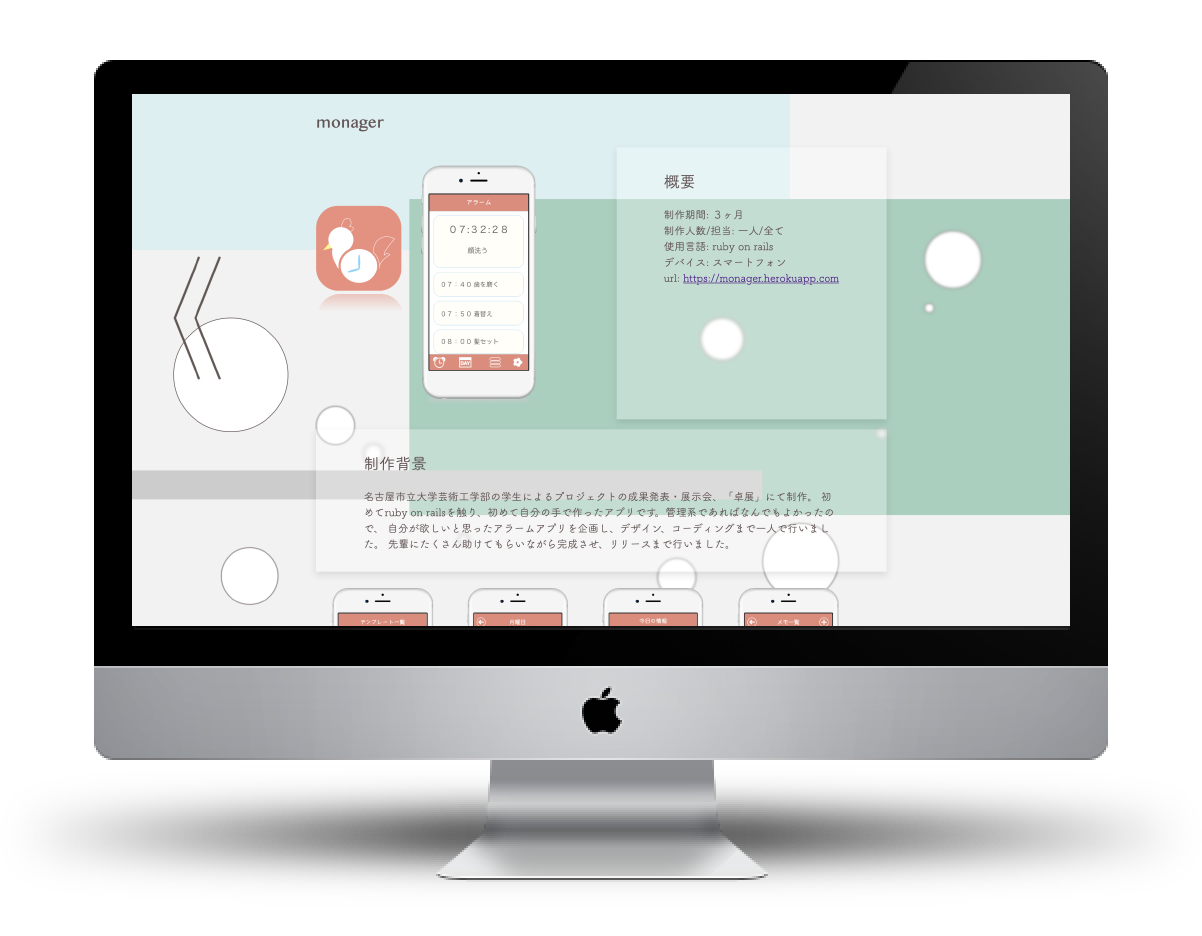 monager
アラーム
07:32:28
顔洗う
07:40 歯を磨く
07:50 着替え
08:00 髪セット
DAY
概要
制作期間: 3ヶ月
制作人数/担当: 一人/全て
使用言語: ruby on rails
デバイス: スマートフォン
url: https://monager.herokuapp.com
制作背景
名古屋市立大学芸術工学部の学生によるプロジェクトの成果発表・展示会、「卓展」にて制作。 初
めてruby on railsを触り、初めて自分の手で作ったアプリです。管理系であればなんでもよかったの
で、 自分が欲しいと思ったアラームアプリを企画し、デザイン、コーディングまで一人で行いまし
た。 先輩にたくさん助けてもらいながら完成させ、リリースまで行いました。
テンプレート一覧
月曜日
今日の情報
メモ一覧